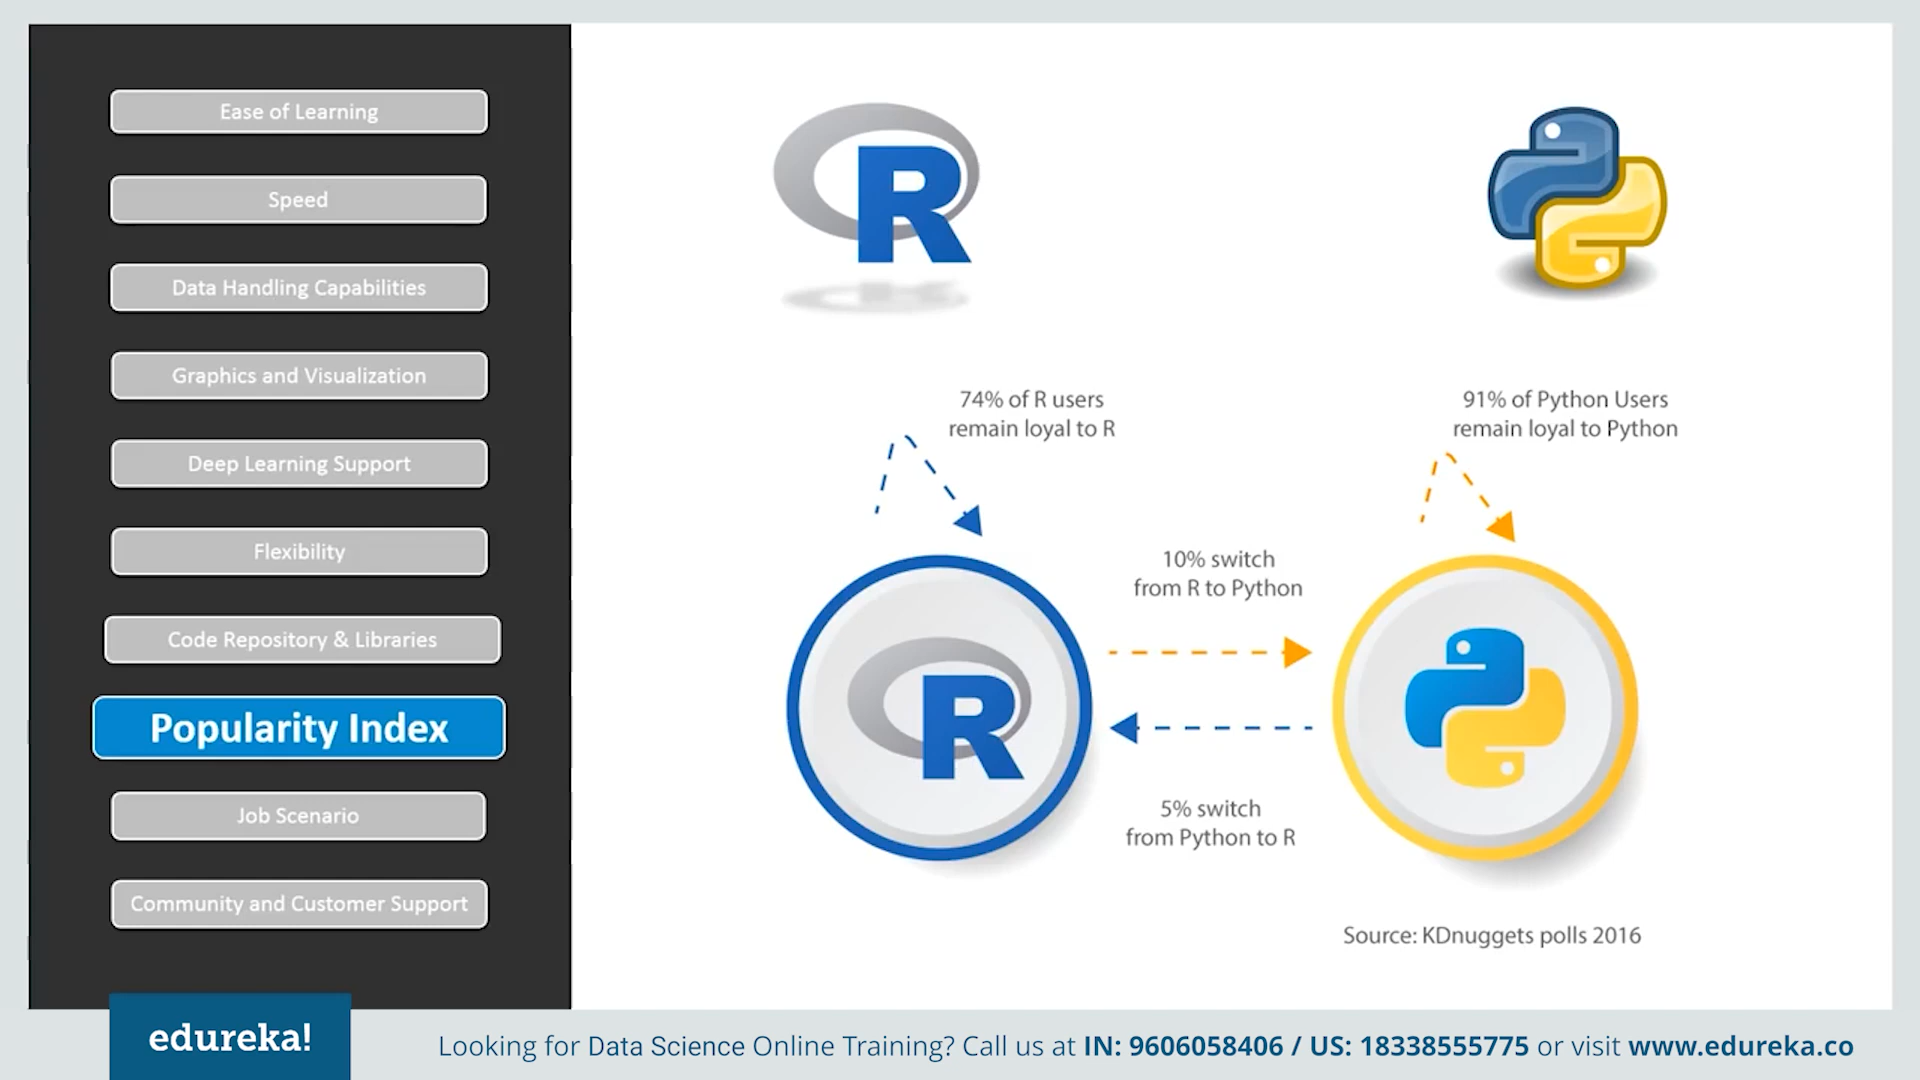 Ease of Learning
Speed
Data Handling Capabilities
Graphics and Visualization
Deep Learning Support
Flexibility
Code Repository & Libraries
Popularity Index
Job Scenario
Community and Customer Support
R
74% of R users
remain loyal to R
91% of Python Users
remain loyal to Python
10% switch
from R to Python
R
5% switch
from Python to R
Source: KDnuggets polls 2016
edureka!
Looking for Data Science Online Training? Call us at IN: 9606058406 / US: 18338555775 or visit www.edureka.co